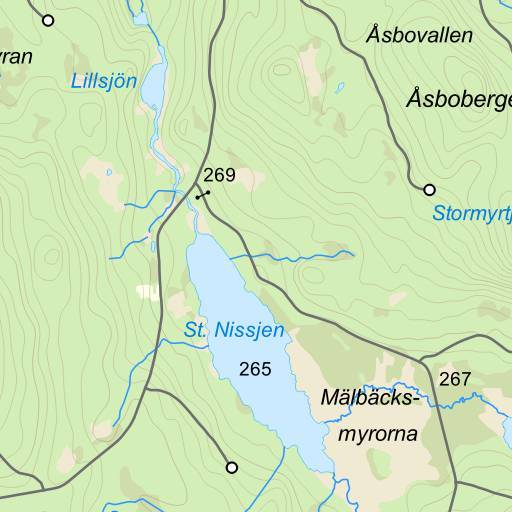 Åsbovallen
yran
Lillsjön
Åsboberge
269
Stormyrtj
St. Nissjen
265
267
Mälbäcks-
myrorna